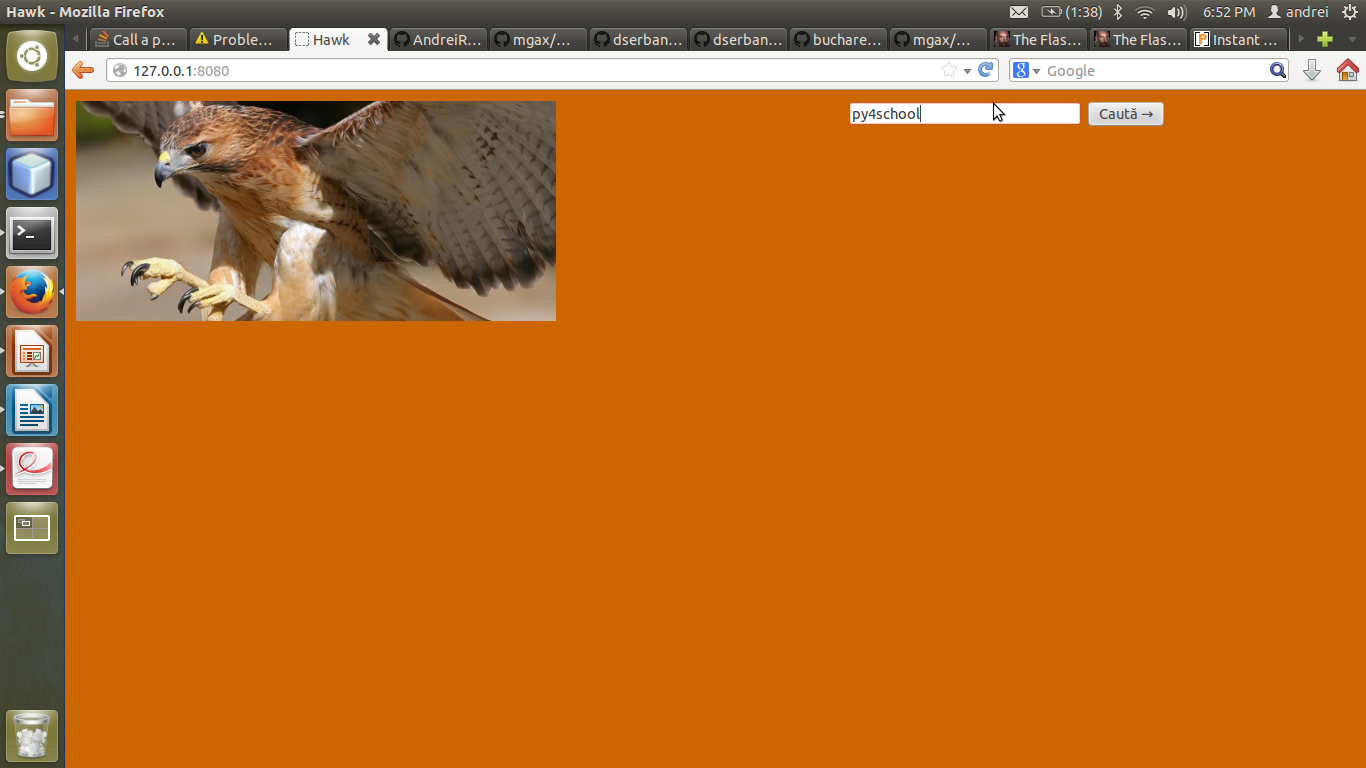 Hawk - Mozilla Firefox
(1:38)
6:52 PM
andrei
Call a p...
Proble...
Hawk
AndreiR...
mgax/...
dserban...
dserban...
buchare...
mgax/...
The Flas...
The Flas...
Instant ...
127.0.0.1:8080
Google
py4school
Caută →